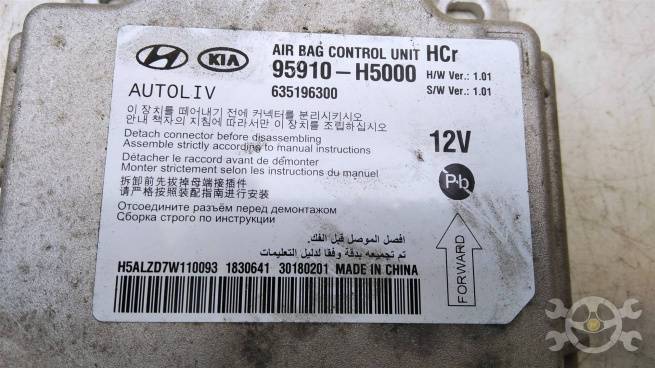 HYUNDAI KIA AIR BAG CONTROL UNIT HCr
95910-H5000 H/W Ver.: 1.01
AUTOLIV 635196300 S/W Ver.: 1.01
이 장치를 떼어내기 전에 커넥터를 분리시키시오
안내 책자의 지침에 따라서만 이 장치를 조립하십시오
Detach connector before disassembling
Assemble strictly according to manual instructions
12V
Détacher le raccord avant de démonter
Monter strictement selon les instructions du manuel
Pb
拆卸前先拔掉母端接插件
请严格按照装配指南进行安装
Отсоедините разъём перед демонтажом
Сборка строго по инструкции
افصل الموصل قبل الفك.
تم تجميعه بدقة وفقا لدليل التعليمات
FORWARD
H5ALZD7W110093 1830641 30180201 MADE IN CHINA